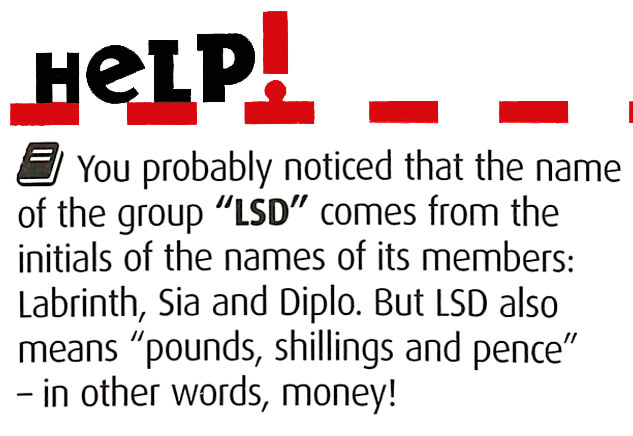 HeLP!
You probably noticed that the name
of the group “LSD” comes from the
initials of the names of its members:
Labrinth, Sia and Diplo. But LSD also
means “pounds, shillings and pence”
– in other words, money!